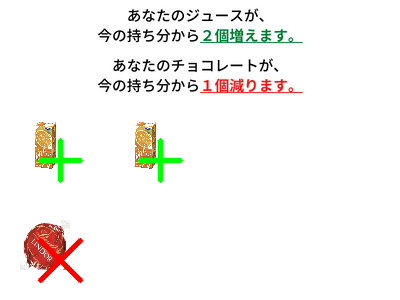 あなたのジュースが、
今の持ち分から２個増えます。
あなたのチョコレートが、
今の持ち分から１個減ります。
LINDOR